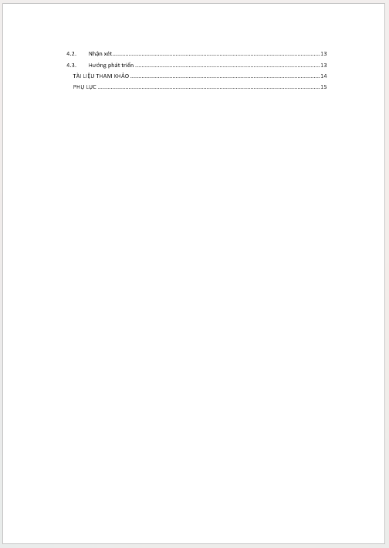 4.2. Nhận xét 13
4.3. Hướng phát triển 13
TÀI LIỆU THAM KHẢO 14
PHỤ LỤC 15